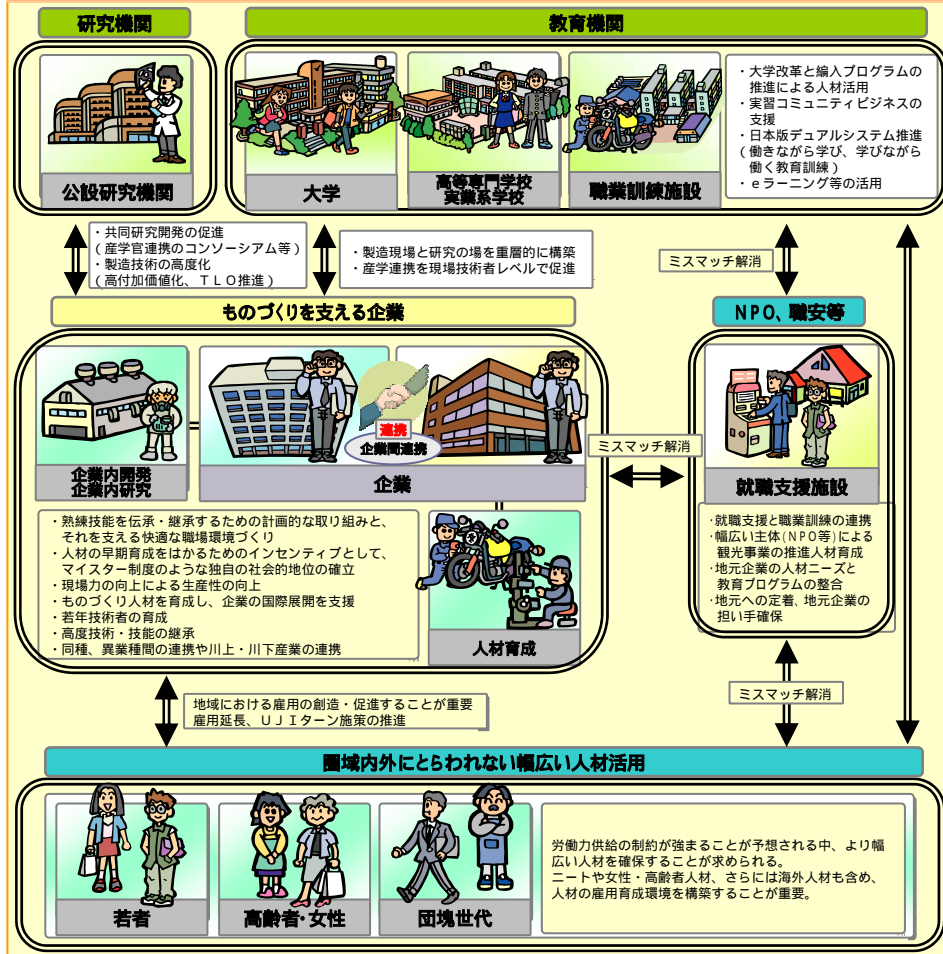 研究機関
教育機関
公設研究機関
大学
高等専門学校
実業系学校
職業訓練施設
・大学改革と編入プログラムの
推進による人材活用
・実習コミュニティビジネスの
支援
・日本版デュアルシステム推進
(働きながら学び、学びながら
働く教育訓練)
・eラーニング等の活用
・共同研究開発の促進
(産学官連携のコンソーシアム等)
・製造技術の高度化
(高付加価値化、TLO推進)
・製造現場と研究の場を重層的に構築
・産学連携を現場技術者レベルで促進
ミスマッチ解消
ものづくりを支える企業
NPO、職安等
企業内開発
企業内研究
連携
企業間連携
企業
ミスマッチ解消
就職支援施設
・熟練技能を伝承・継承するための計画的な取り組みと、
それを支える快適な職場環境づくり
・人材の早期育成をはかるためのインセンティブとして、
マイスター制度のような独自の社会的地位の確立
・現場力の向上による生産性の向上
・ものづくり人材を育成し、企業の国際展開を支援
・若年技術者の育成
・高度技術・技能の継承
・同種、異業種間の連携や川上・川下産業の連携
人材育成
・就職支援と職業訓練の連携
・幅広い主体(NPO等)による
観光事業の推進人材育成
・地元企業の人材ニーズと
教育プログラムの整合
・地元への定着、地元企業の
担い手確保
地域における雇用の創造・促進することが重要
雇用延長、UJIターン施策の推進
ミスマッチ解消
圏域内外にとらわれない幅広い人材活用
若者
高齢者・女性
団塊世代
労働力供給の制約が強まることが予想される中、より幅
広い人材を確保することが求められる。
ニートや女性・高齢者人材、さらには海外人材も含め、
人材の雇用育成環境を構築することが重要。